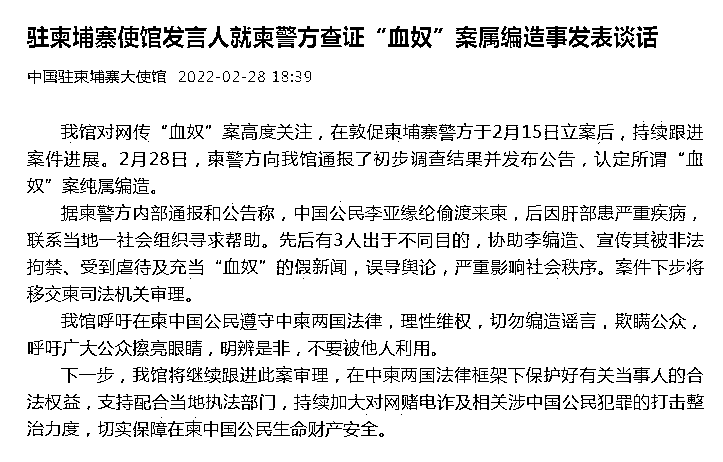 驻柬埔寨使馆发言人就柬警方查证“血奴”案属编造事发表谈话
中国驻柬埔寨大使馆 2022-02-28 18:39
我馆对网传“血奴”案高度关注，在敦促柬埔寨警方于2月15日立案后，持续跟进
案件进展。2月28日，柬警方向我馆通报了初步调查结果并发布公告，认定所谓“血
奴”案纯属编造。
据柬警方内部通报和公告称，中国公民李亚缘纶偷渡来柬，后因肝部患严重疾病，
联系当地一社会组织寻求帮助。先后有3人出于不同目的，协助李编造、宣传其被非法
拘禁、受到虐待及充当“血奴”的假新闻，误导舆论，严重影响社会秩序。案件下步将
移交柬司法机关审理。
我馆呼吁在柬中国公民遵守中柬两国法律，理性维权，切勿编造谣言，欺瞒公众，
呼吁广大公众擦亮眼睛，明辨是非，不要被他人利用。
下一步，我馆将继续跟进此案审理，在中柬两国法律框架下保护好有关当事人的合
法权益，支持配合当地执法部门，持续加大对网赌电诈及相关涉中国公民犯罪的打击整
治力度，切实保障在柬中国公民生命财产安全。